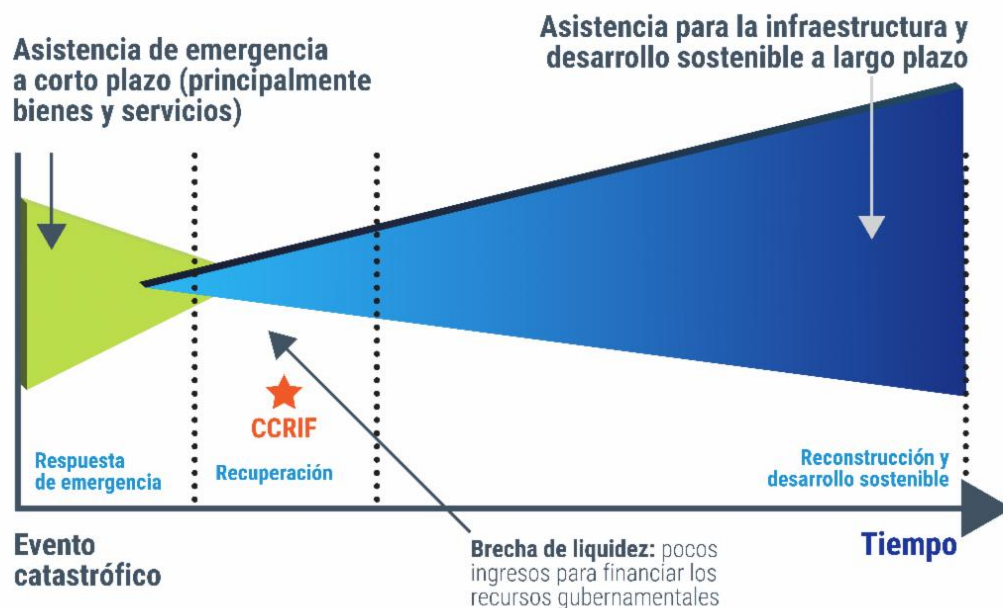 Asistencia de emergencia
a corto plazo (principalmente
bienes y servicios)
Asistencia para la infraestructura y
desarrollo sostenible a largo plazo
CCRIF
Respuesta
de emergencia
Recuperación
Reconstrucción y
desarrollo sostenible
Evento
catastrófico
Brecha de liquidez: pocos
ingresos para financiar los
recursos gubernamentales
Tiempo